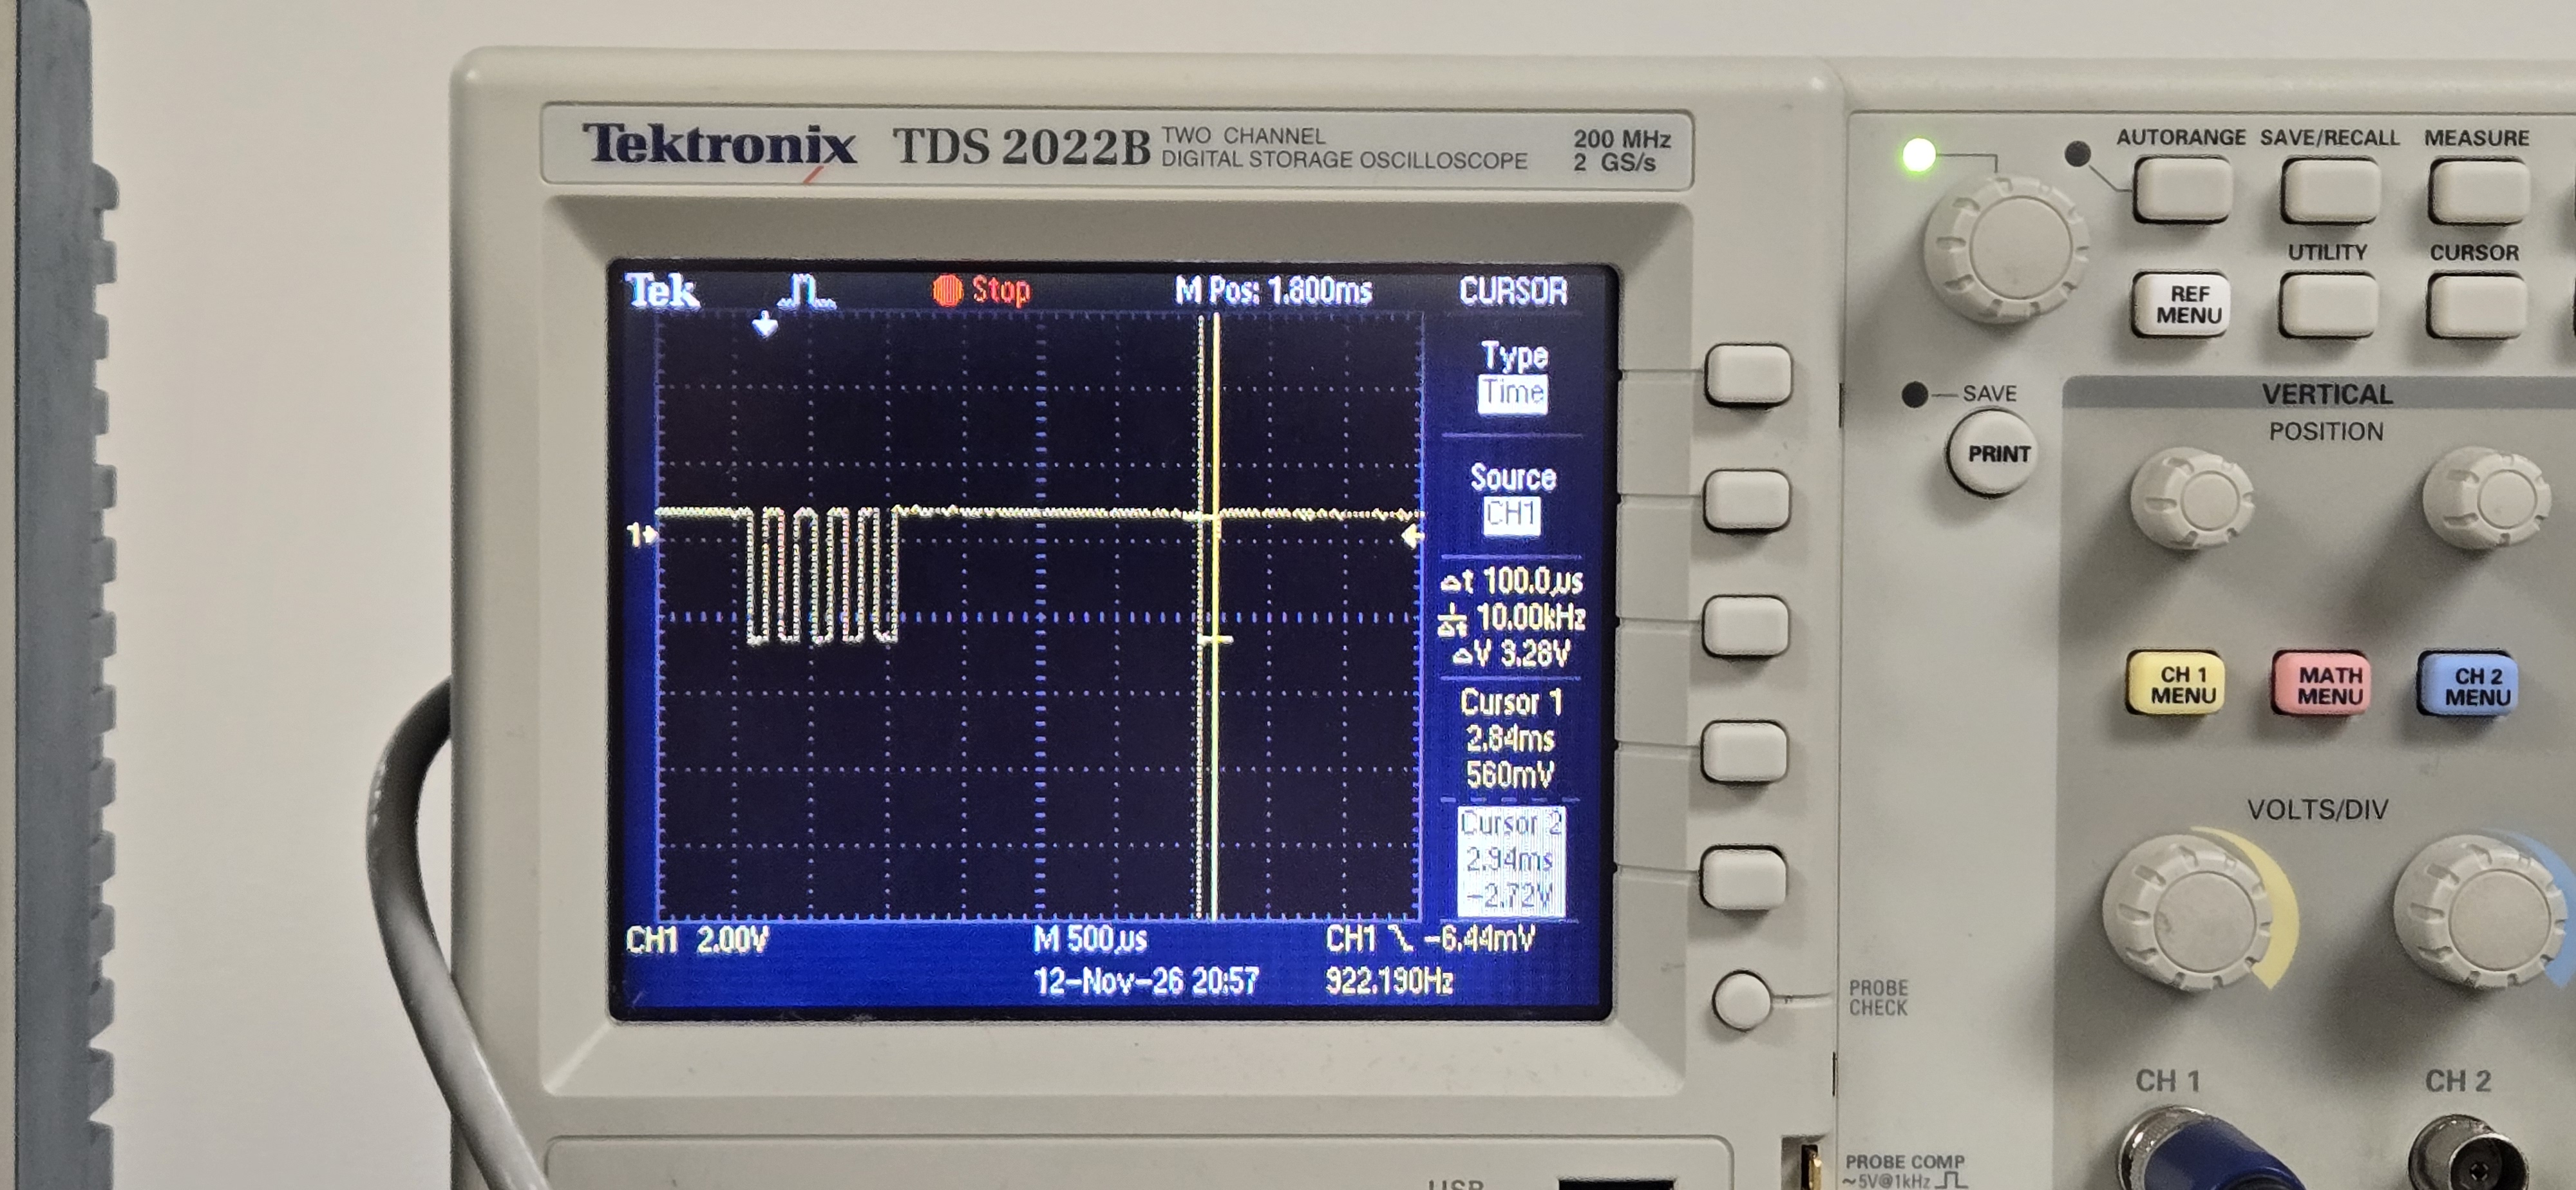 Tektronix TDS 2022B TWO CHANNEL DIGITAL STORAGE OSCILLOSCOPE 200 MHz 2 GS/s
Tek Stop M Pos: 1.800ms CURSOR
Type
Time
Source
CH1
1
Δt 100.0µs
1/Δt 10.00kHz
ΔV 3.28V
Cursor 1
2.84ms
560mV
Cursor 2
2.94ms
-2.72V
CH1 2.00V M 500µs CH1 -6.44mV
12-Nov-26 20:57 922.190Hz
AUTORANGE SAVE/RECALL MEASURE
UTILITY CURSOR
REF
MENU
SAVE
PRINT
VERTICAL
POSITION
CH 1
MENU
MATH
MENU
CH 2
MENU
VOLTS/DIV
PROBE
CHECK
CH 1 CH 2
PROBE COMP
~5V@1kHz
USB